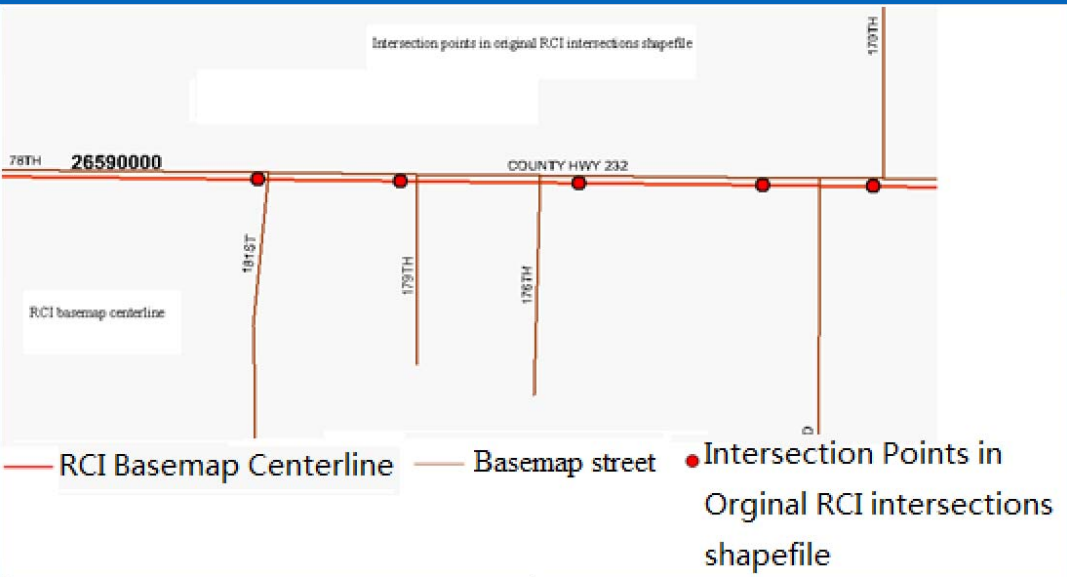 Intersection points in original RCI intersections shapefile
170TH
78TH 26590000 COUNTY HWY 232
181ST
179TH
176TH
RCI basemap centerline
D
RCI Basemap Centerline Basemap street Intersection Points in
Orginal RCI intersections
shapefile